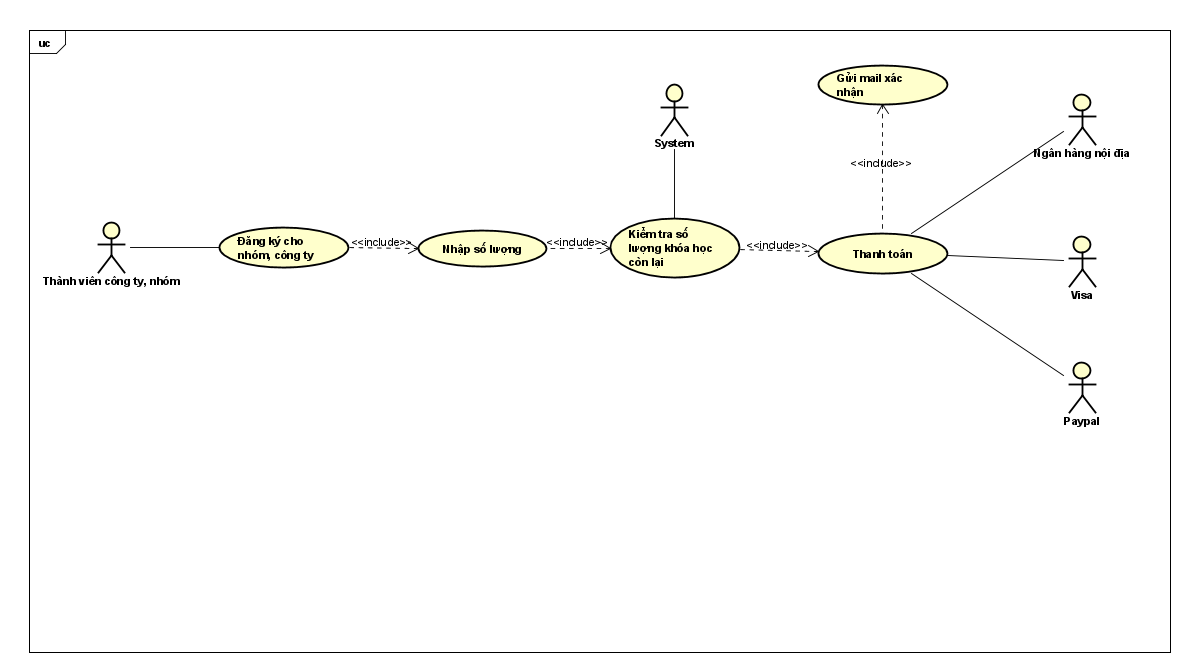 uc
Gửi mail xác
nhận
System
<<include>>
Ngân hàng nội địa
Đăng ký cho
nhóm, công ty
<<include>>
Nhập số lượng
<<include>>
Kiểm tra số
lượng khóa học
còn lại
<<include>>
Thanh toán
Thành viên công ty, nhóm
Visa
Paypal